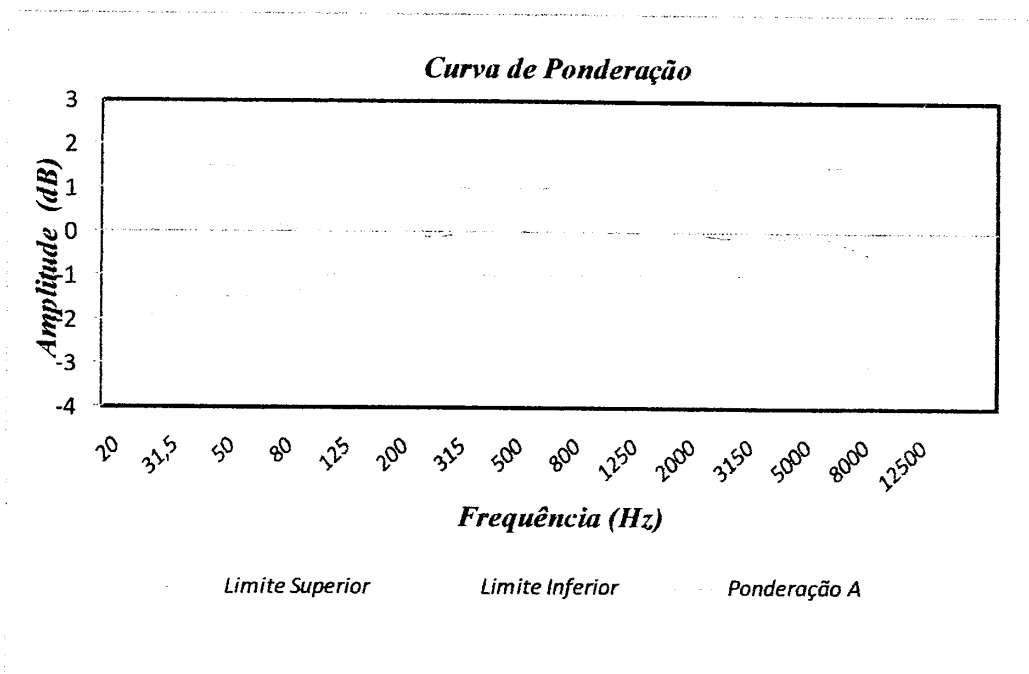 Curva de Ponderação
3
2
1
0
-1
-2
-3
-4
Amplitude (dB)
20 31,5 50 80 125 200 315 500 800 1250 2000 3150 5000 8000 12500
Frequência (Hz)
Limite Superior Limite Inferior Ponderação A